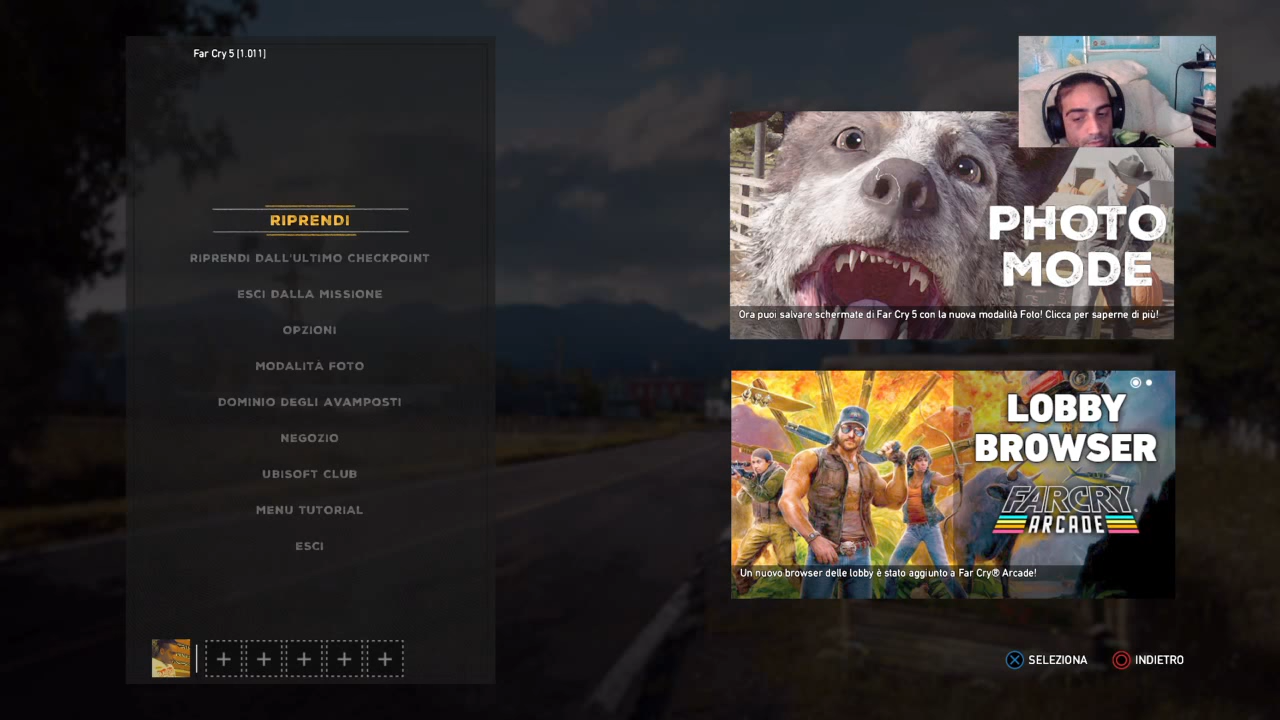 Far Cry 5 [1.011]
RIPRENDI
RIPRENDI DALL'ULTIMO CHECKPOINT
ESCI DALLA MISSIONE
OPZIONI
MODALITÀ FOTO
DOMINIO DEGLI AVAMPOSTI
NEGOZIO
UBISOFT CLUB
MENU TUTORIAL
ESCI
PHOTO
MODE
Ora puoi salvare schermate di Far Cry 5 con la nuova modalità Foto! Clicca per saperne di più!
LOBBY
BROWSER
FARCRY
ARCADE
Un nuovo browser delle lobby è stato aggiunto a Far Cry® Arcade!
SELEZIONA
INDIETRO